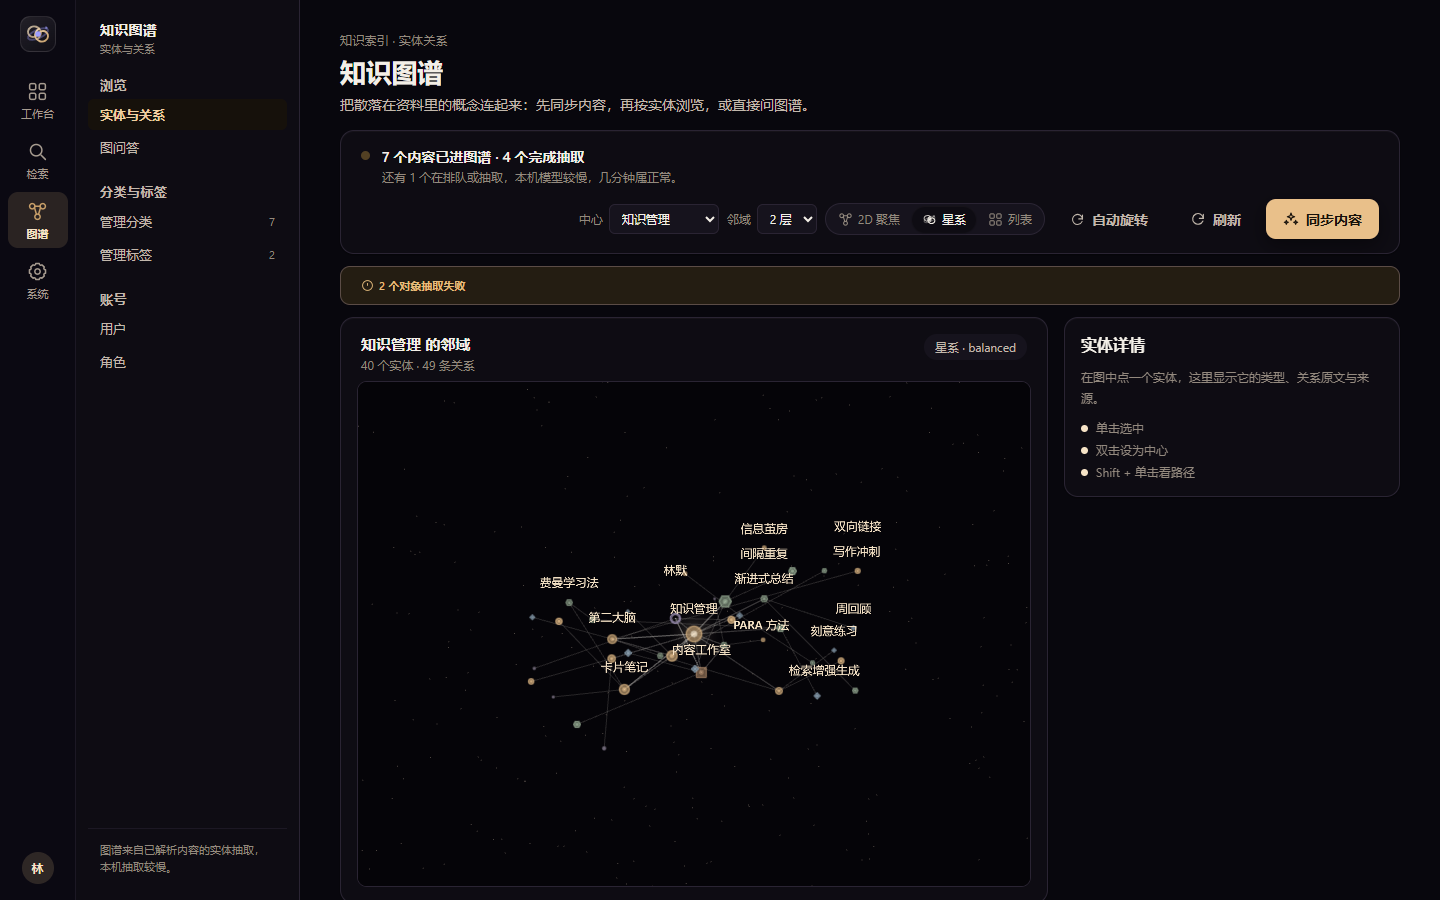 工作台
检索
图谱
系统
林
知识图谱
实体与关系
浏览
实体与关系
图问答
分类与标签
管理分类 7
管理标签 2
账号
用户
角色
图谱来自已解析内容的实体抽取，
本机抽取较慢。
知识索引 · 实体关系
知识图谱
把散落在资料里的概念连起来：先同步内容，再按实体浏览，或直接问图谱。
7 个内容已进图谱 · 4 个完成抽取
还有 1 个在排队或抽取，本机模型较慢，几分钟属正常。
中心 知识管理 邻域 2 层 2D 聚焦 星系 列表 自动旋转 刷新 同步内容
2 个对象抽取失败
知识管理 的邻域
40 个实体 · 49 条关系
星系 · balanced
信息茧房
双向链接
间隔重复
写作冲刺
林默
渐进式总结
费曼学习法
知识管理
周回顾
第二大脑
PARA 方法
刻意练习
内容工作室
卡片笔记
检索增强生成
实体详情
在图中点一个实体，这里显示它的类型、关系原文与来
源。
单击选中
双击设为中心
Shift + 单击看路径